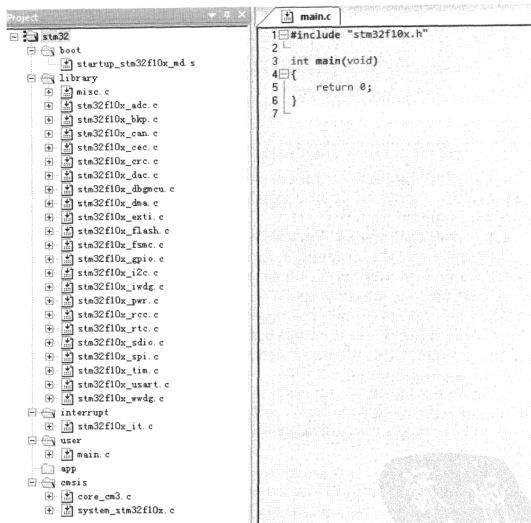 Project
stm32
boot
startup_stm32f10x_md.s
library
misc.c
stm32f10x_adc.c
stm32f10x_bkp.c
stm32f10x_can.c
stm32f10x_cec.c
stm32f10x_crc.c
stm32f10x_dac.c
stm32f10x_dbgmcu.c
stm32f10x_dma.c
stm32f10x_exti.c
stm32f10x_flash.c
stm32f10x_fsmc.c
stm32f10x_gpio.c
stm32f10x_i2c.c
stm32f10x_iwdg.c
stm32f10x_pwr.c
stm32f10x_rcc.c
stm32f10x_rtc.c
stm32f10x_sdio.c
stm32f10x_spi.c
stm32f10x_tim.c
stm32f10x_usart.c
stm32f10x_wwdg.c
interrupt
stm32f10x_it.c
user
main.c
app
cmsis
core_cm3.c
system_stm32f10x.c
main.c
1 #include "stm32f10x.h"
2
3 int main(void)
4 {
5 return 0;
6 }
7